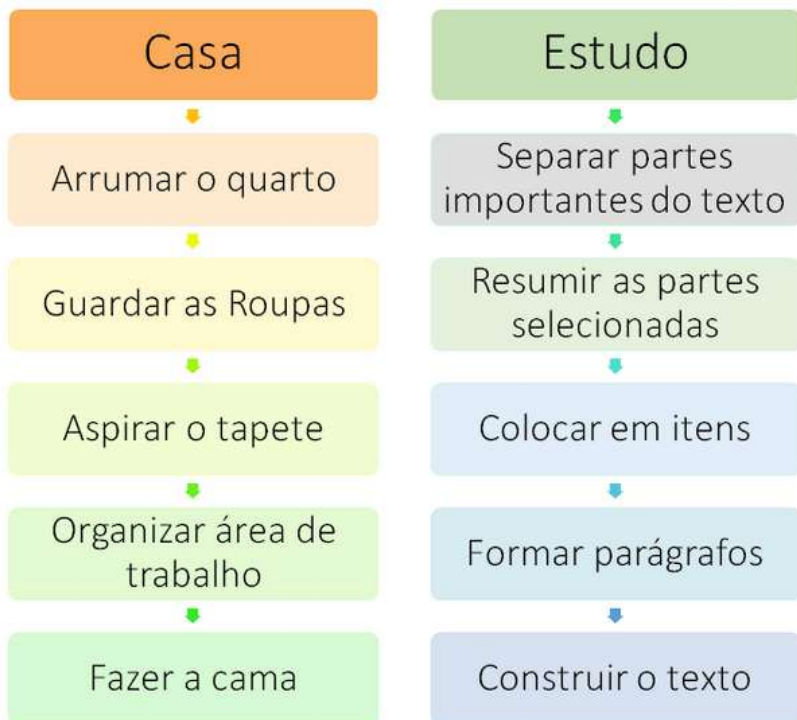 Casa
Arrumar o quarto
Guardar as Roupas
Aspirar o tapete
Organizar área de
trabalho
Fazer a cama
Estudo
Separar partes
importantes do texto
Resumir as partes
selecionadas
Colocar em itens
Formar parágrafos
Construir o texto